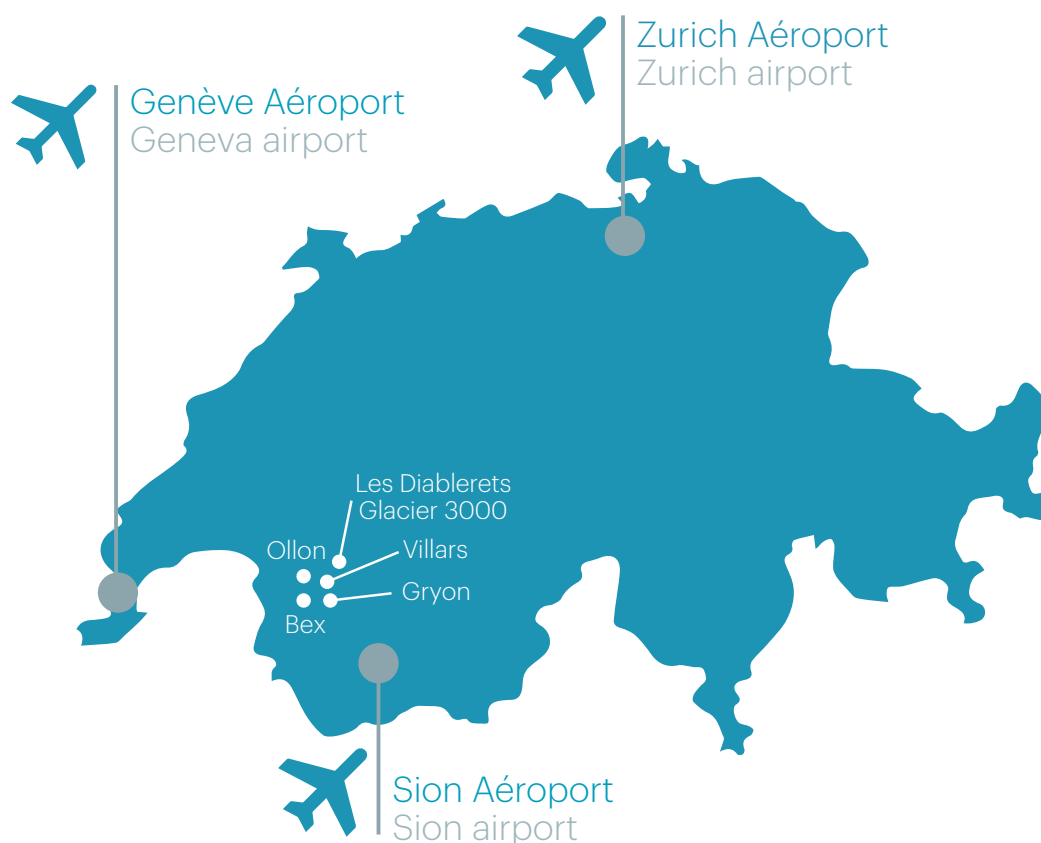 Zurich Aéroport
Zurich airport
Genève Aéroport
Geneva airport
Les Diablerets
Glacier 3000
Ollon
Villars
Gryon
Bex
Sion Aéroport
Sion airport